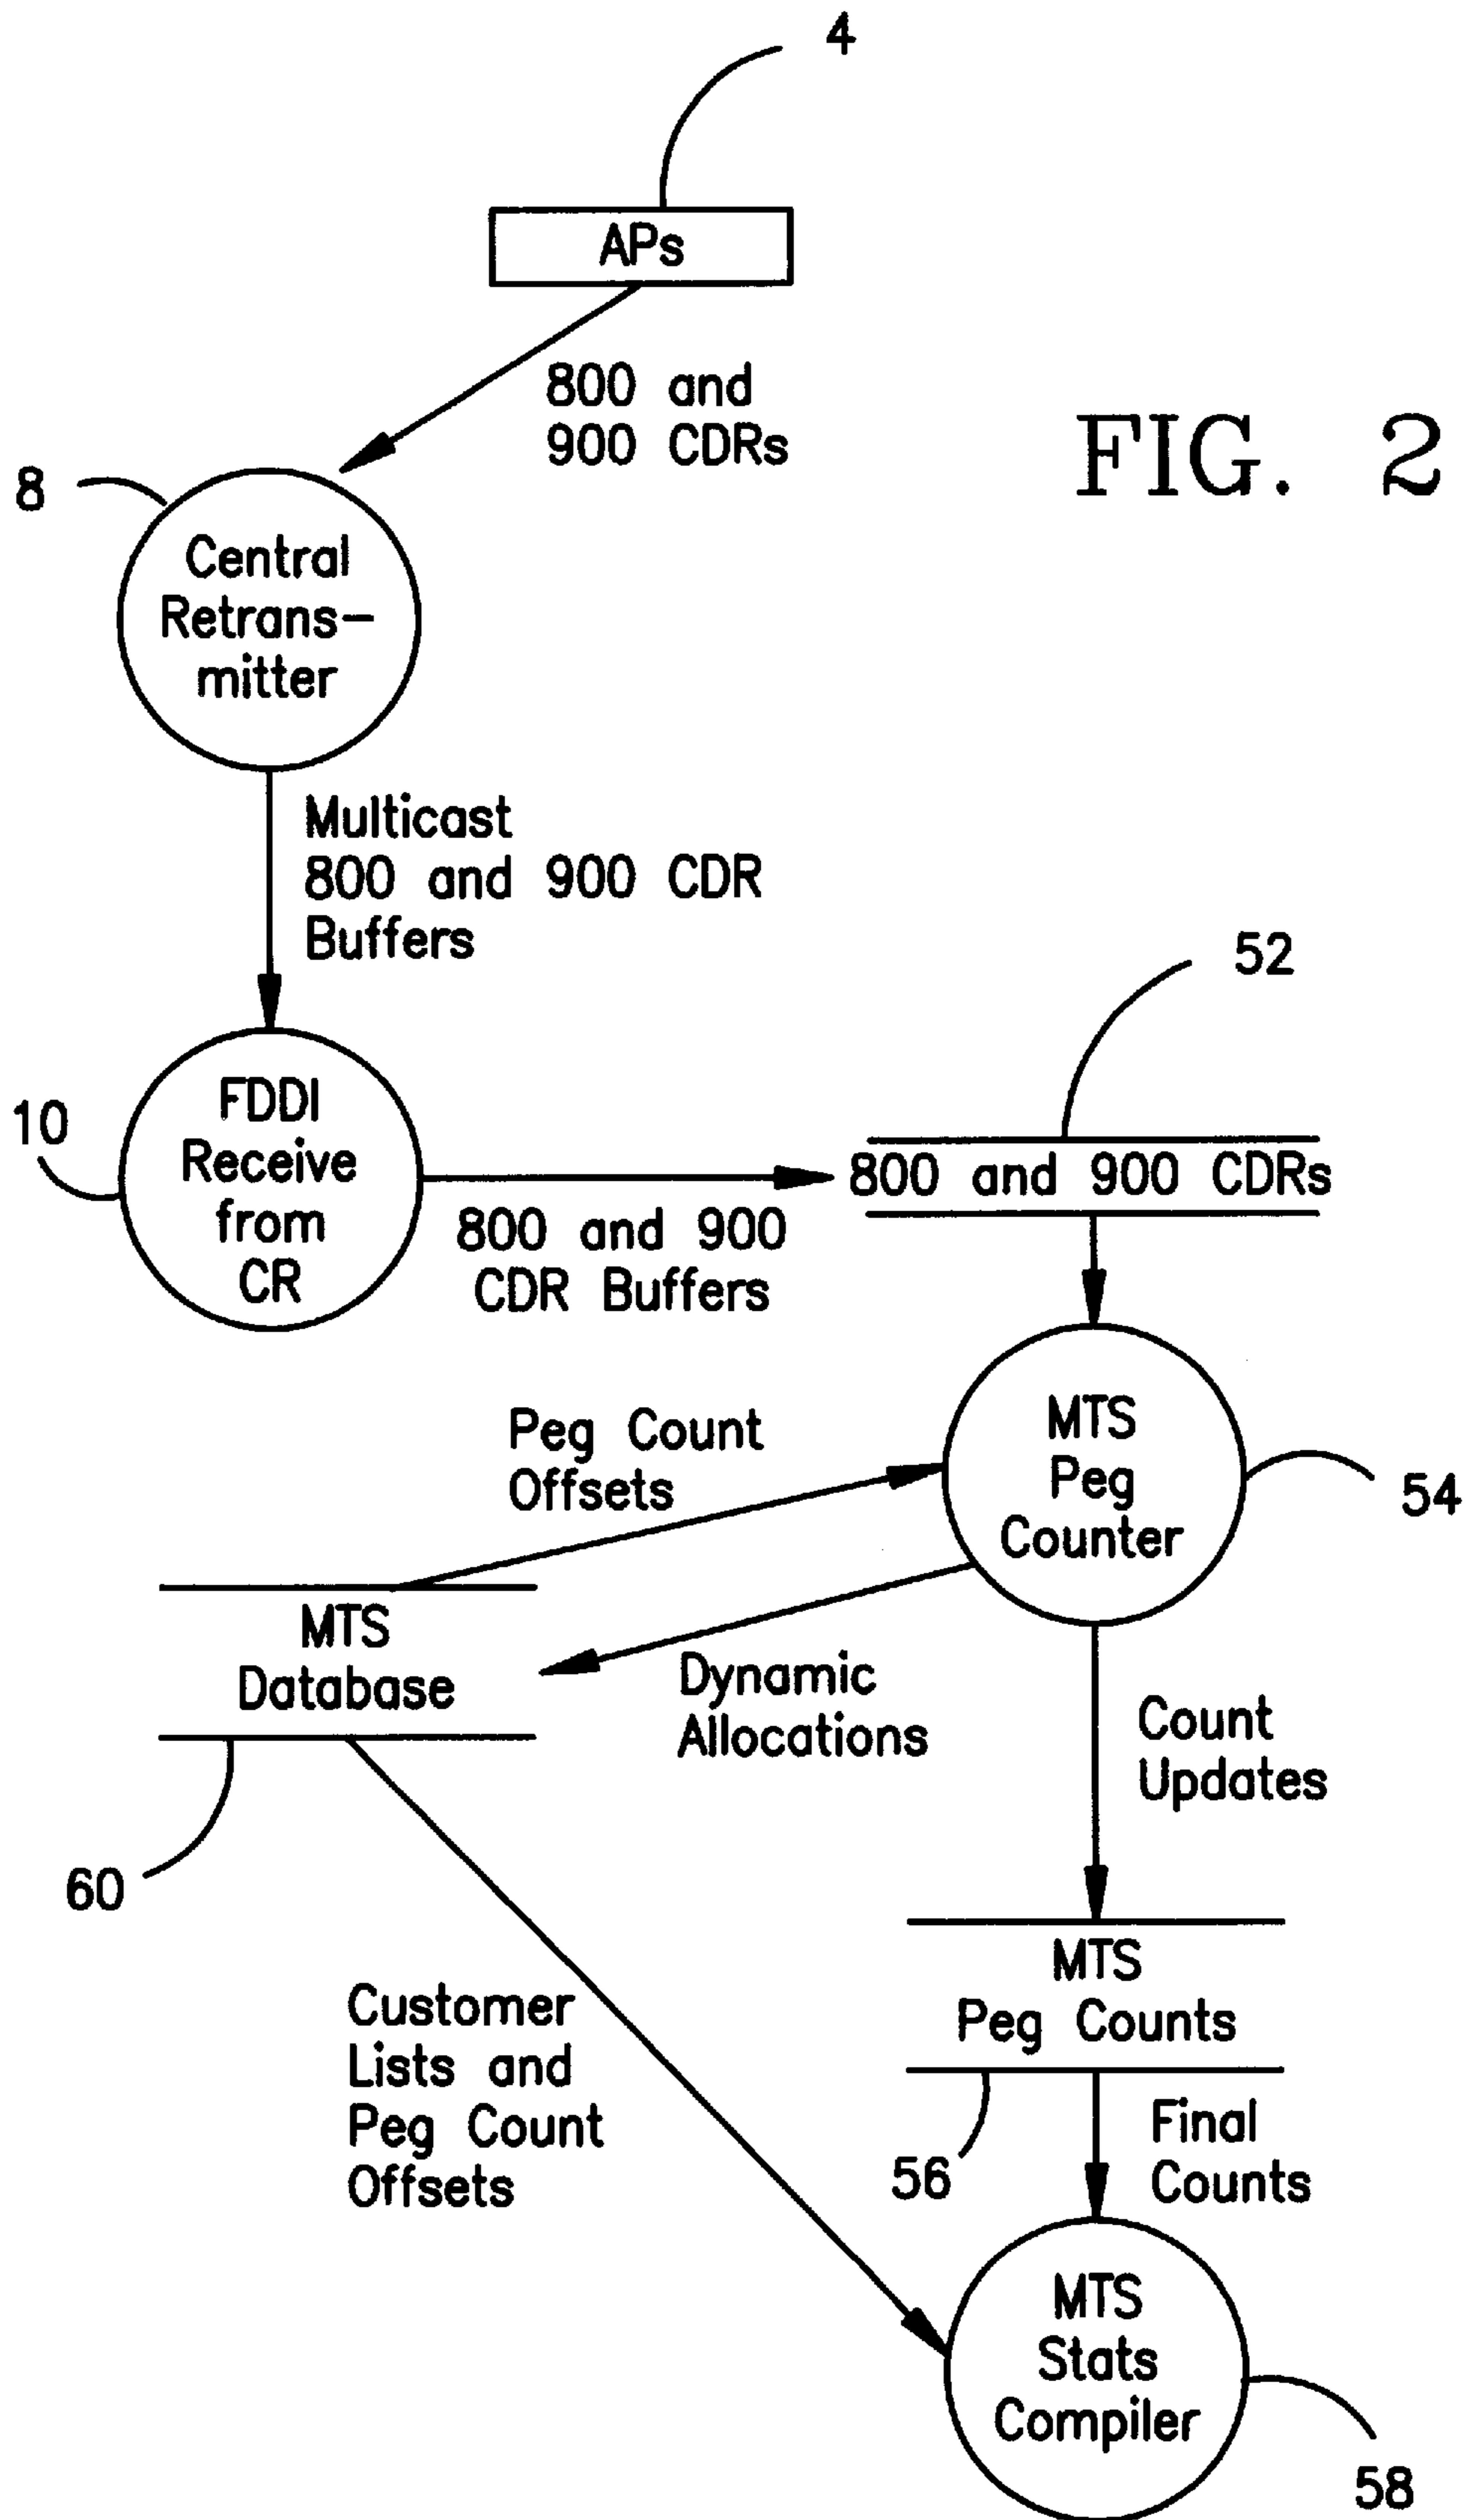 4
APs
800 and
900 CDRs
FIG. 2
8
Central
Retrans-
mitter
Multicast
800 and 900 CDR
Buffers
52
10
FDDI
Receive
from
CR
800 and 900 CDRs
800 and 900
CDR Buffers
Peg Count
Offsets
MTS
Peg
Counter
54
MTS
Database
Dynamic
Allocations
Count
Updates
60
MTS
Peg Counts
Customer
Lists and
Peg Count
Offsets
56
Final
Counts
MTS
Stats
Compiler
58